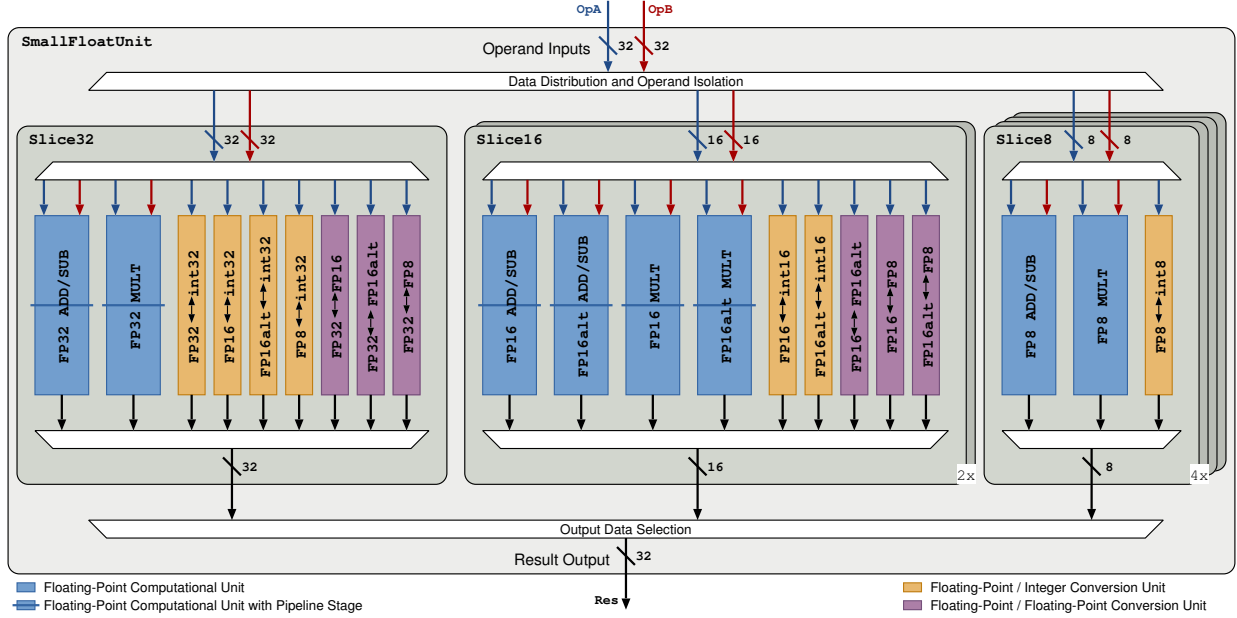 OpA OpB
SmallFloatUnit
Operand Inputs 32 32
Data Distribution and Operand Isolation
Slice32 32 32
Slice16 16 16
Slice8 8 8
FP32 ADD/SUB
FP32 MULT
FP32↔int32
FP16↔int32
FP16alt↔int32
FP8↔int32
FP32↔FP16
FP32↔FP16alt
FP32↔FP8
FP16 ADD/SUB
FP16alt ADD/SUB
FP16 MULT
FP16alt MULT
FP16↔int16
FP16alt↔int16
FP16↔FP16alt
FP16↔FP8
FP16alt↔FP8
FP8 ADD/SUB
FP8 MULT
FP8↔int8
32
16
2x
8
4x
Output Data Selection
Result Output 32
Res
Floating-Point Computational Unit
Floating-Point Computational Unit with Pipeline Stage
Floating-Point / Integer Conversion Unit
Floating-Point / Floating-Point Conversion Unit